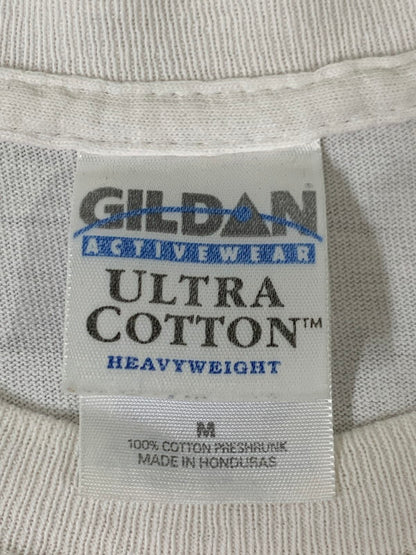 GILDAN
ACTIVEWEAR
ULTRA
COTTON™
HEAVYWEIGHT
M
100% COTTON PRESHRUNK
MADE IN HONDURAS